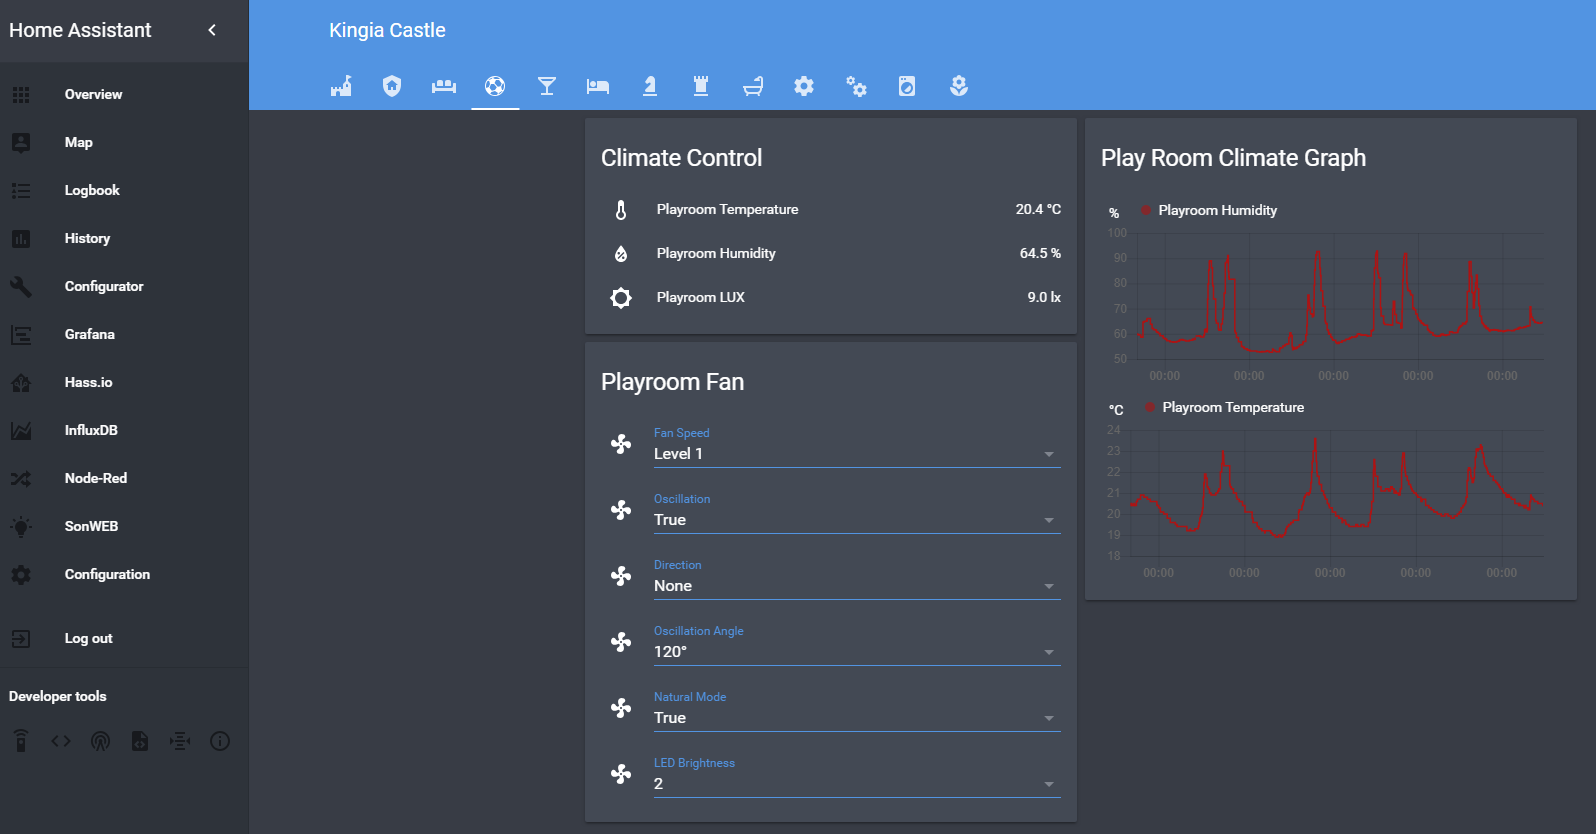 Home Assistant
Kingia Castle
Overview
Map
Logbook
History
Configurator
Grafana
Hass.io
InfluxDB
Node-Red
SonWEB
Configuration
Log out
Developer tools
Climate Control
Playroom Temperature 20.4 °C
Playroom Humidity 64.5 %
Playroom LUX 9.0 lx
Playroom Fan
Fan Speed
Level 1
Oscillation
True
Direction
None
Oscillation Angle
120°
Natural Mode
True
LED Brightness
2
Play Room Climate Graph
% Playroom Humidity
100
90
80
70
60
50
00:00 00:00 00:00 00:00 00:00
°C Playroom Temperature
24
23
22
21
20
19
18
00:00 00:00 00:00 00:00 00:00